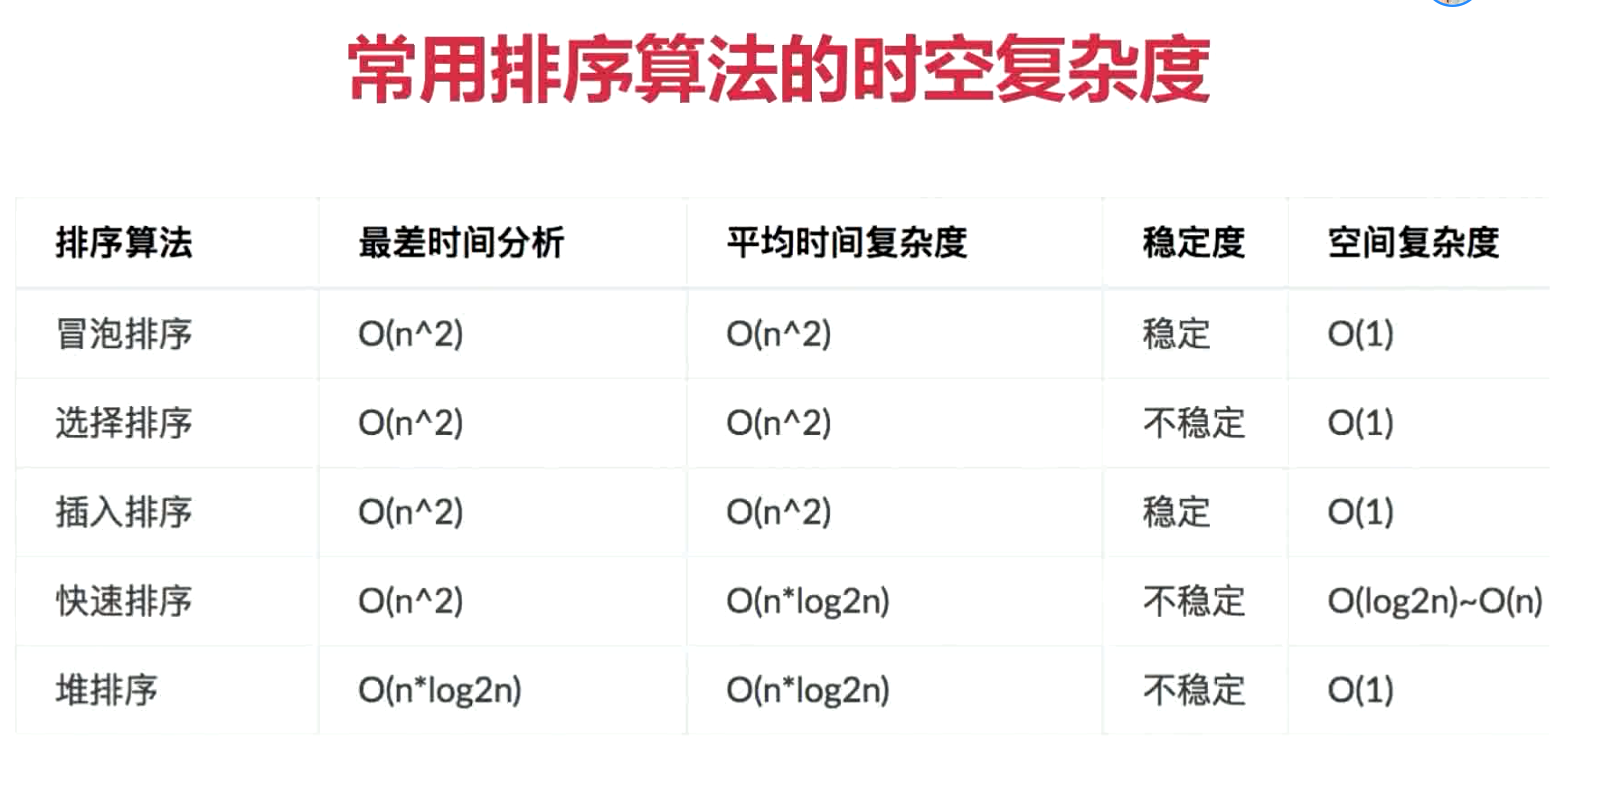 常用排序算法的时空复杂度
排序算法 最差时间分析 平均时间复杂度 稳定度 空间复杂度
冒泡排序 O(n^2) O(n^2) 稳定 O(1)
选择排序 O(n^2) O(n^2) 不稳定 O(1)
插入排序 O(n^2) O(n^2) 稳定 O(1)
快速排序 O(n^2) O(n*log2n) 不稳定 O(log2n)~O(n)
堆排序 O(n*log2n) O(n*log2n) 不稳定 O(1)